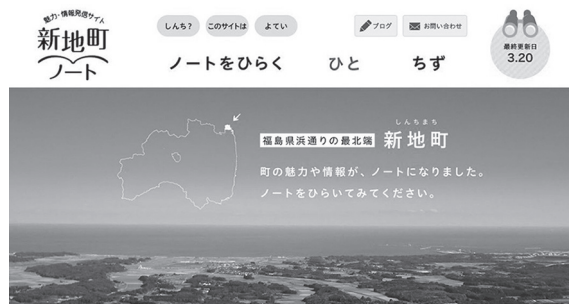 魅力・情報発信サイト
新地町
ノート
しんち？
このサイトは
よてい
ブログ
お問い合わせ
最終更新日
3.20
ノートをひらく
ひと
ちず
しんちまち
福島県浜通りの最北端 新地町
町の魅力や情報が、ノートになりました。
ノートをひらいてみてください。